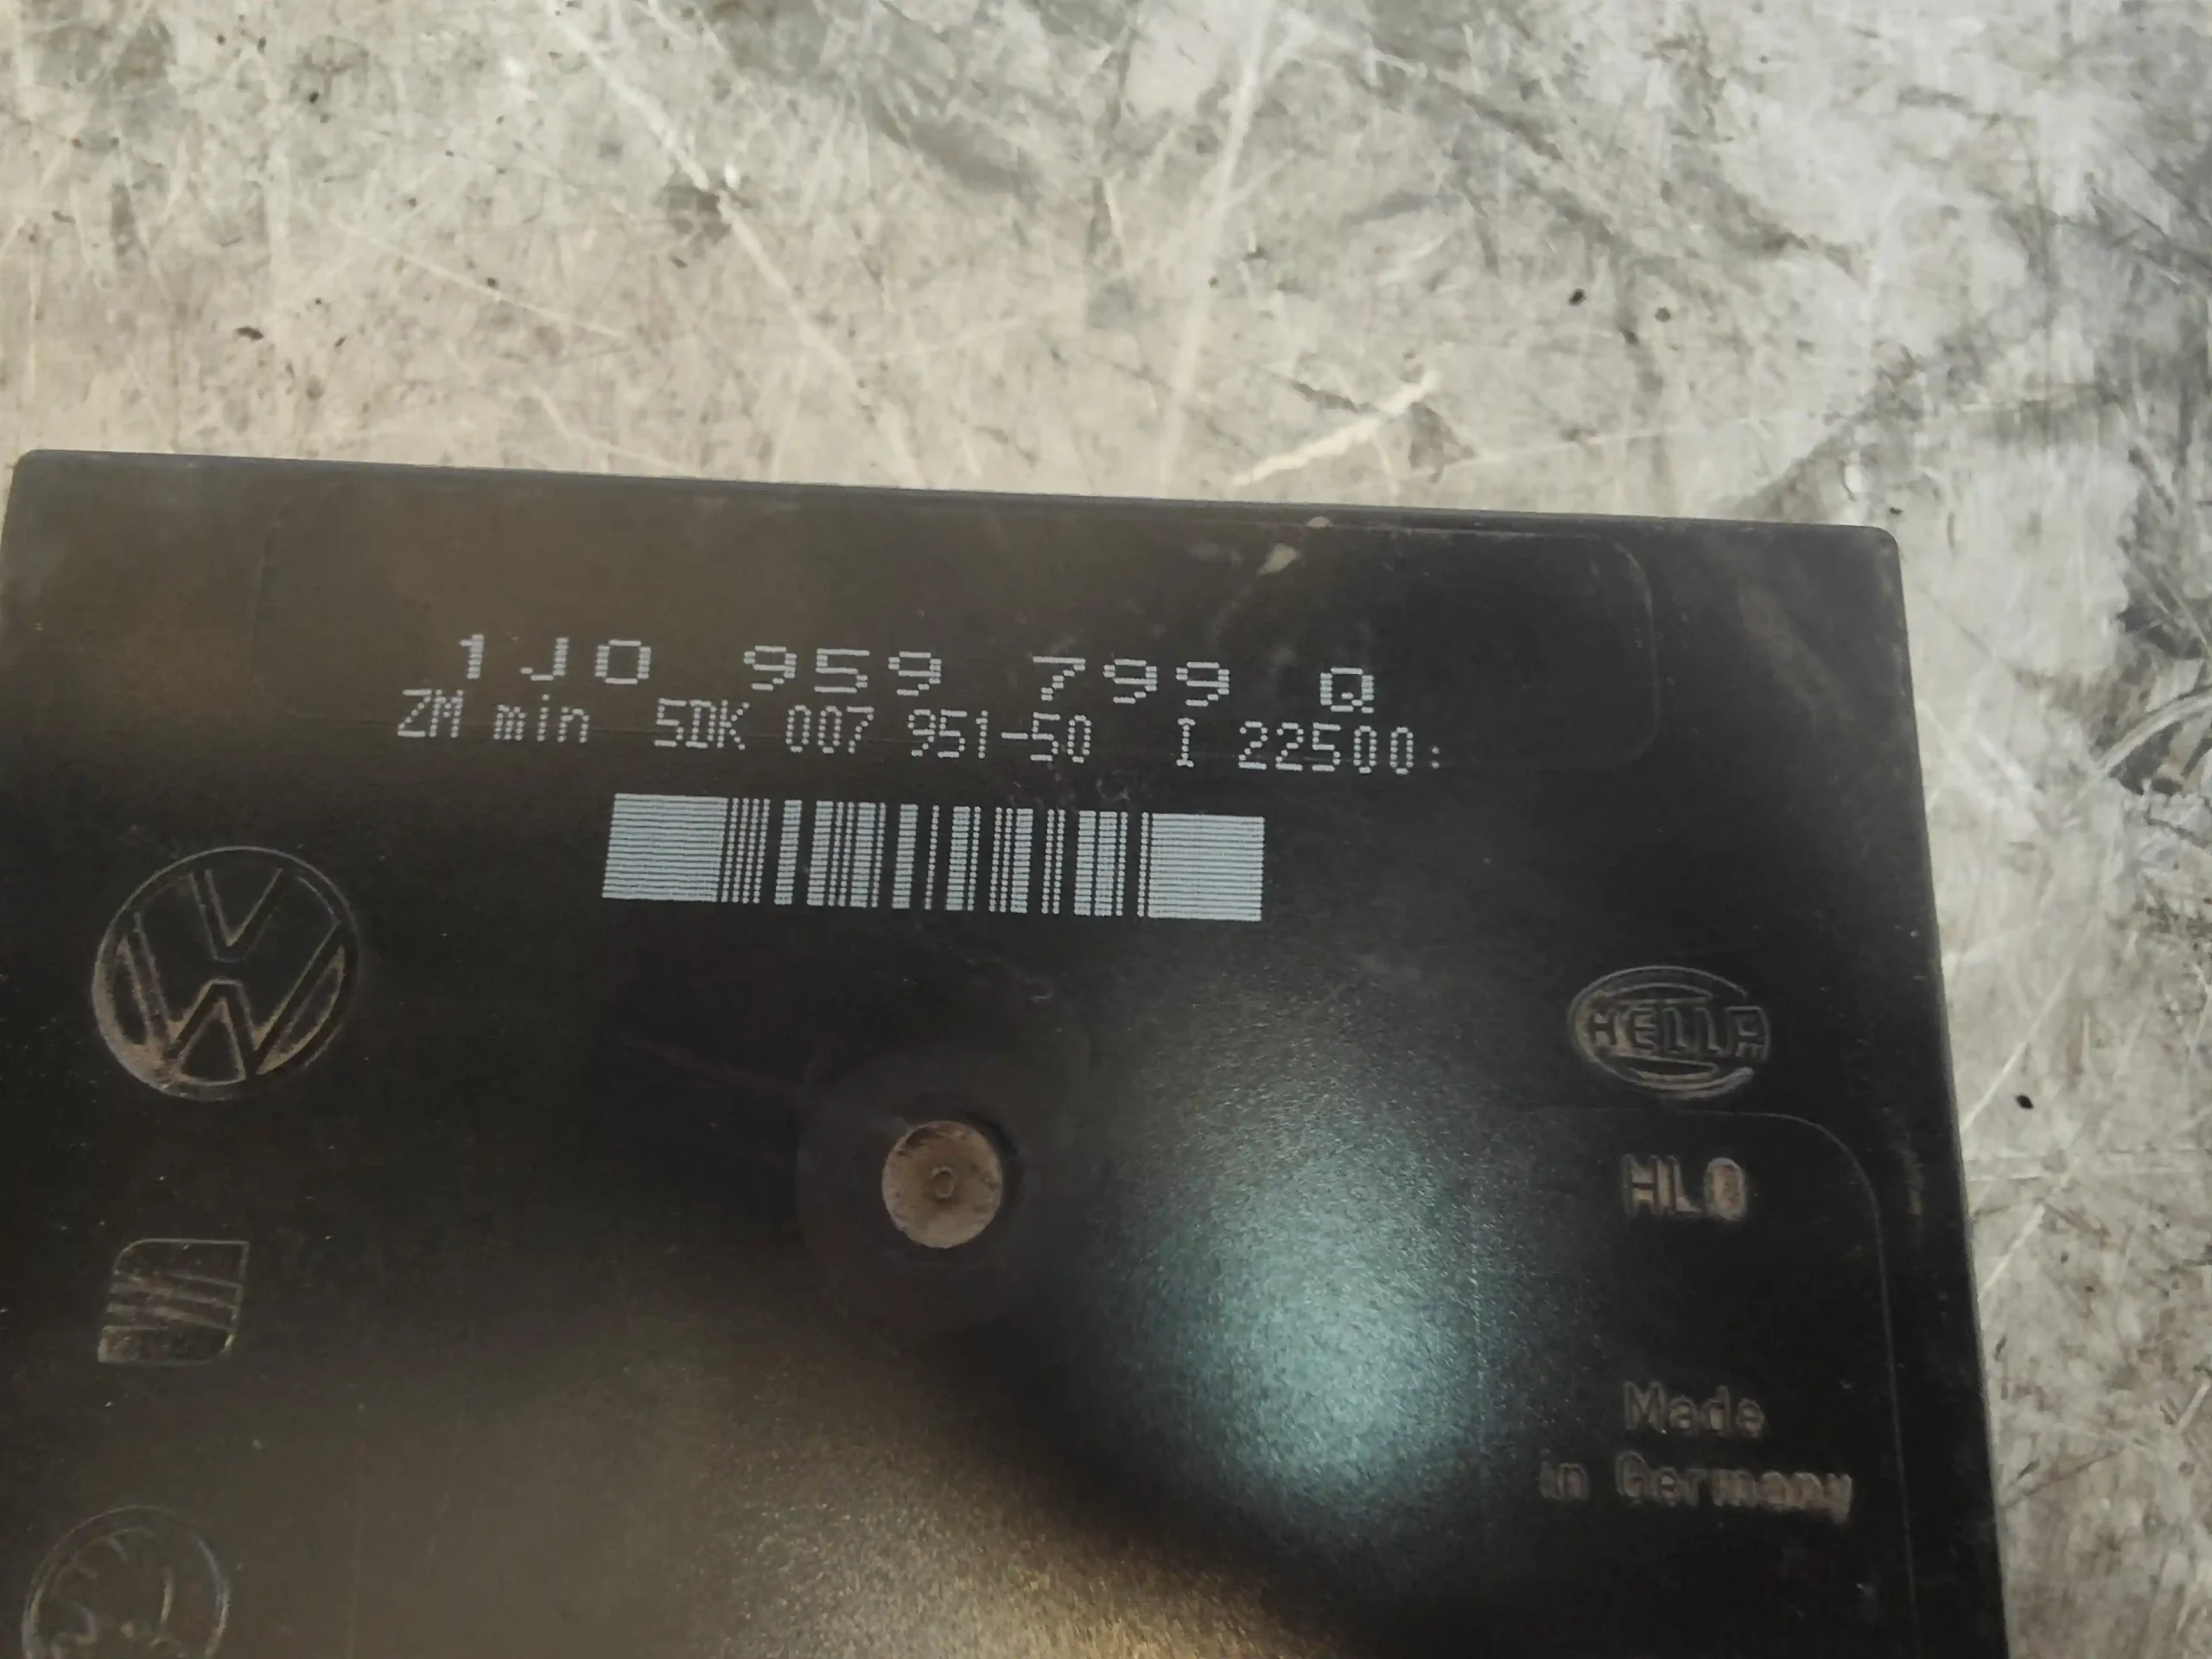 1J0 959 799 Q
ZM min 5DK 007 951-50 I 22500:
HELLA
HLO
Made
in Germany